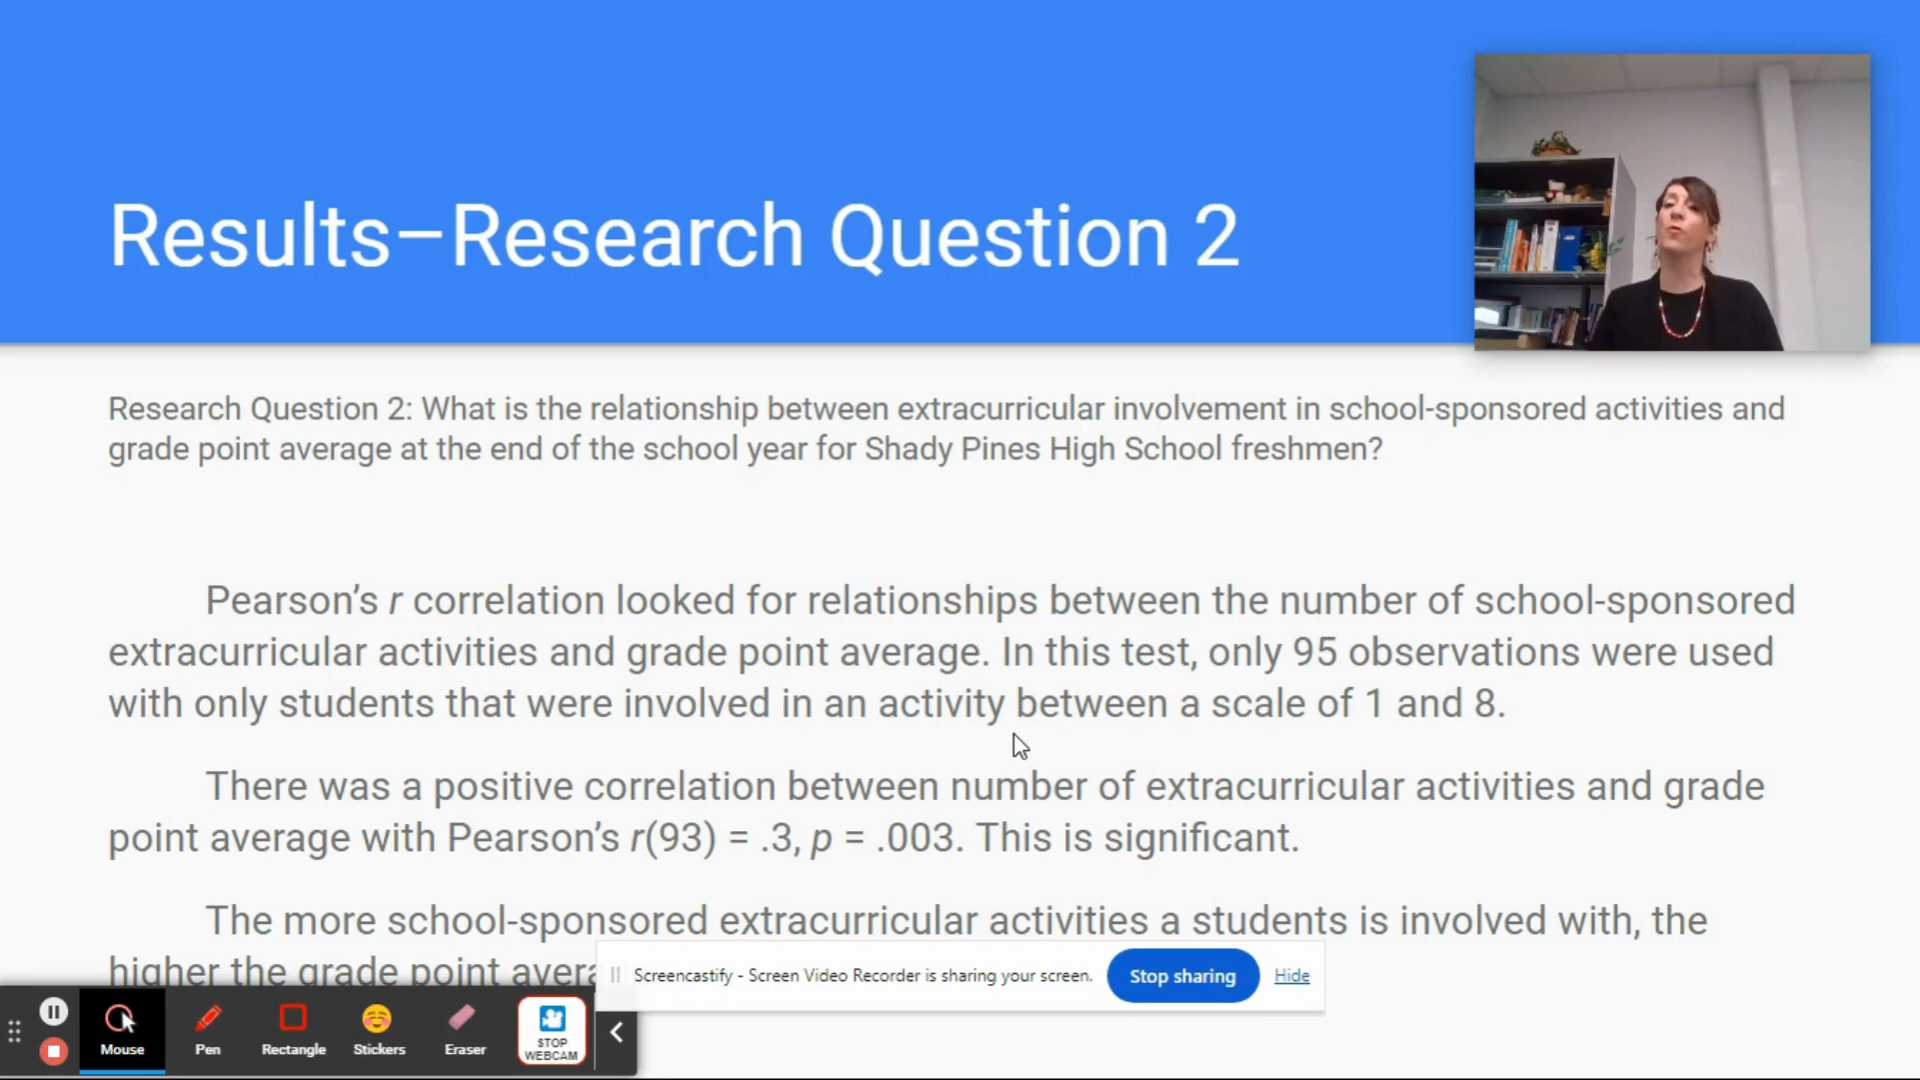 Results–Research Question 2
Research Question 2: What is the relationship between extracurricular involvement in school-sponsored activities and
grade point average at the end of the school year for Shady Pines High School freshmen?
Pearson’s r correlation looked for relationships between the number of school-sponsored
extracurricular activities and grade point average. In this test, only 95 observations were used
with only students that were involved in an activity between a scale of 1 and 8.
There was a positive correlation between number of extracurricular activities and grade
point average with Pearson’s r(93) = .3, p = .003. This is significant.
The more school-sponsored extracurricular activities a students is involved with, the
higher the grade point
Screencastify - Screen Video Recorder is sharing your screen.
Stop sharing
Hide
Mouse
Pen
Rectangle
Stickers
Eraser
STOP
WEBCAM